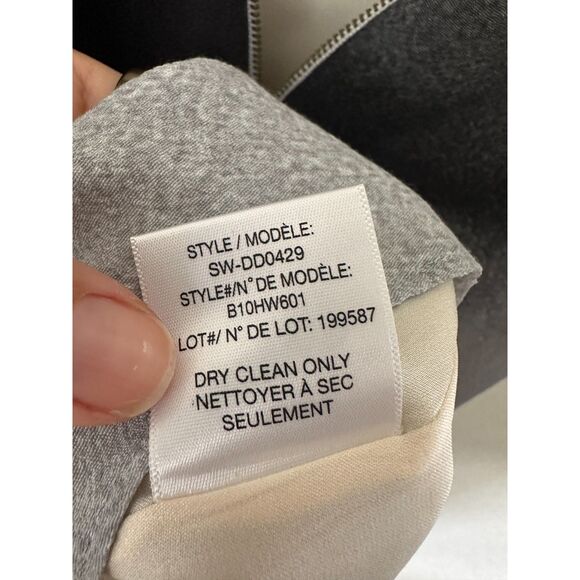 STYLE / MODÈLE:
SW-DD0429
STYLE#/N° DE MODÈLE:
B10HW601
LOT#/ N° DE LOT: 199587
DRY CLEAN ONLY
NETTOYER À SEC
SEULEMENT